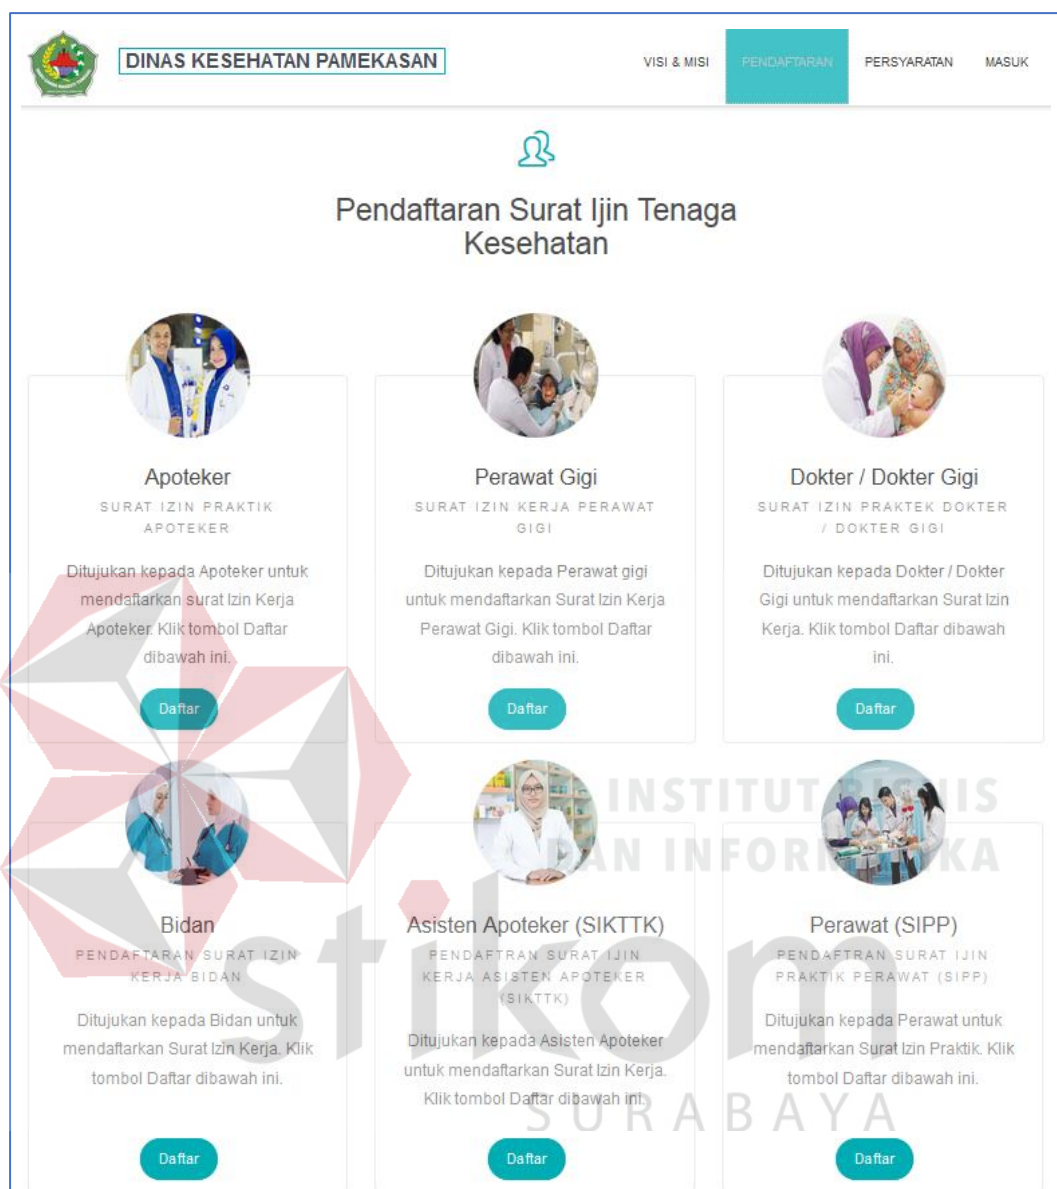 DINAS KESEHATAN PAMEKASAN
VISI & MISI
PENDAFTARAN
PERSYARATAN
MASUK
Pendaftaran Surat Ijin Tenaga
Kesehatan
Apoteker
SURAT IZIN PRAKTIK
APOTEKER
Ditujukan kepada Apoteker untuk
mendaftarkan surat Izin Kerja
Apoteker. Klik tombol Daftar
dibawah ini.
Daftar
Perawat Gigi
SURAT IZIN KERJA PERAWAT
GIGI
Ditujukan kepada Perawat gigi
untuk mendaftarkan Surat Izin Kerja
Perawat Gigi. Klik tombol Daftar
dibawah ini.
Daftar
Dokter / Dokter Gigi
SURAT IZIN PRAKTEK DOKTER
/ DOKTER GIGI
Ditujukan kepada Dokter / Dokter
Gigi untuk mendaftarkan Surat Izin
Kerja. Klik tombol Daftar dibawah
ini.
Daftar
Bidan
PENDAFTARAN SURAT IZIN
KERJA BIDAN
Ditujukan kepada Bidan untuk
mendaftarkan Surat Izin Kerja. Klik
tombol Daftar dibawah ini.
Daftar
Asisten Apoteker (SIKTTK)
PENDAFTRAN SURAT IJIN
KERJA ASISTEN APOTEKER
(SIKTTK)
Ditujukan kepada Asisten Apoteker
untuk mendaftarkan Surat Izin Kerja.
Klik tombol Daftar dibawah ini.
Daftar
Perawat (SIPP)
PENDAFTRAN SURAT IJIN
PRAKTIK PERAWAT (SIPP)
Ditujukan kepada Perawat untuk
mendaftarkan Surat Izin Praktik. Klik
tombol Daftar dibawah ini.
Daftar
INSTITUT BISNIS
DAN INFORMATIKA
stikom
SURABAYA